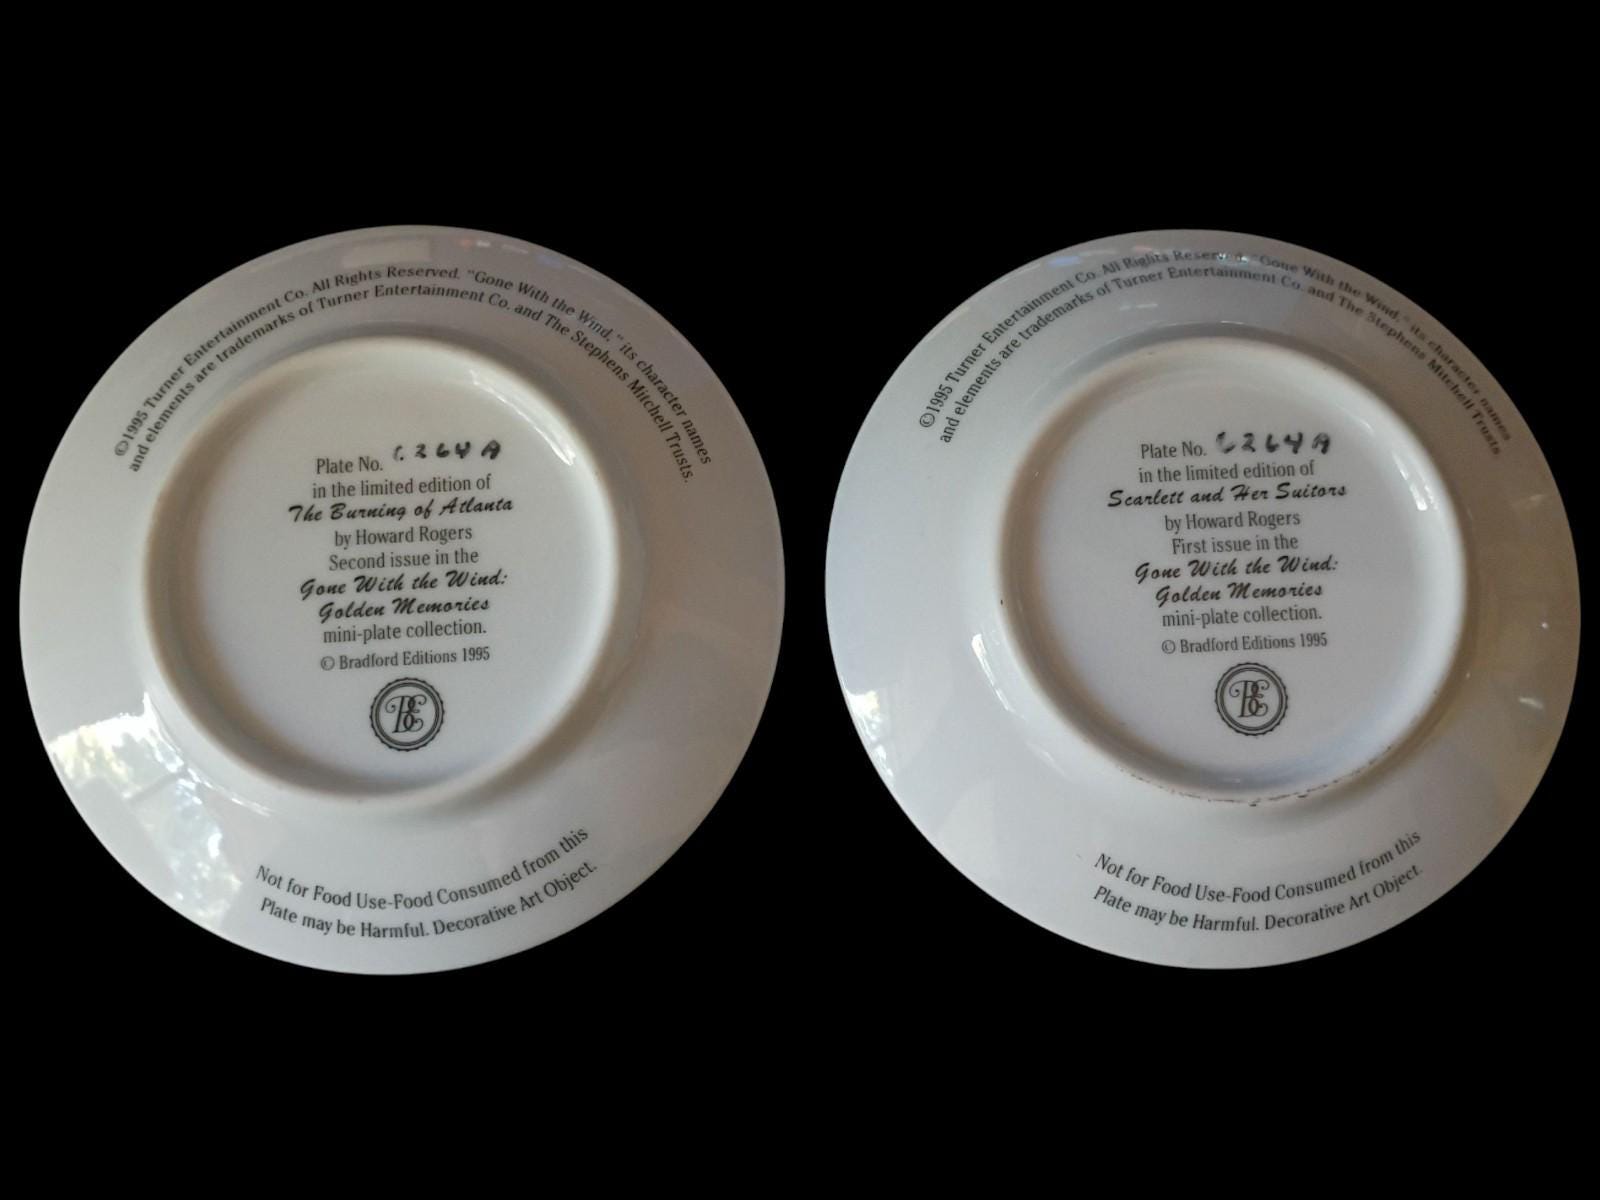 ©1995 Turner Entertainment Co. All Rights Reserved. "Gone With the Wind," its character names
and elements are trademarks of Turner Entertainment Co. and The Stephens Mitchell Trusts.
Plate No. 6264A
in the limited edition of
The Burning of Atlanta
by Howard Rogers
Second issue in the
Gone With the Wind:
Golden Memories
mini-plate collection.
© Bradford Editions 1995
BE
Not for Food Use-Food Consumed from this
Plate may be Harmful. Decorative Art Object.
©1995 Turner Entertainment Co. All Rights Reserved. "Gone With the Wind," its character names
and elements are trademarks of Turner Entertainment Co. and The Stephens Mitchell Trusts.
Plate No. 6264A
in the limited edition of
Scarlett and Her Suitors
by Howard Rogers
First issue in the
Gone With the Wind:
Golden Memories
mini-plate collection.
© Bradford Editions 1995
BE
Not for Food Use-Food Consumed from this
Plate may be Harmful. Decorative Art Object.